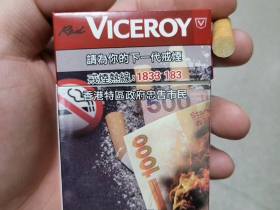 Red VICEROY
請為你的下一代戒煙
戒煙熱線:1833 183
香港特區政府忠告市民
500
1000